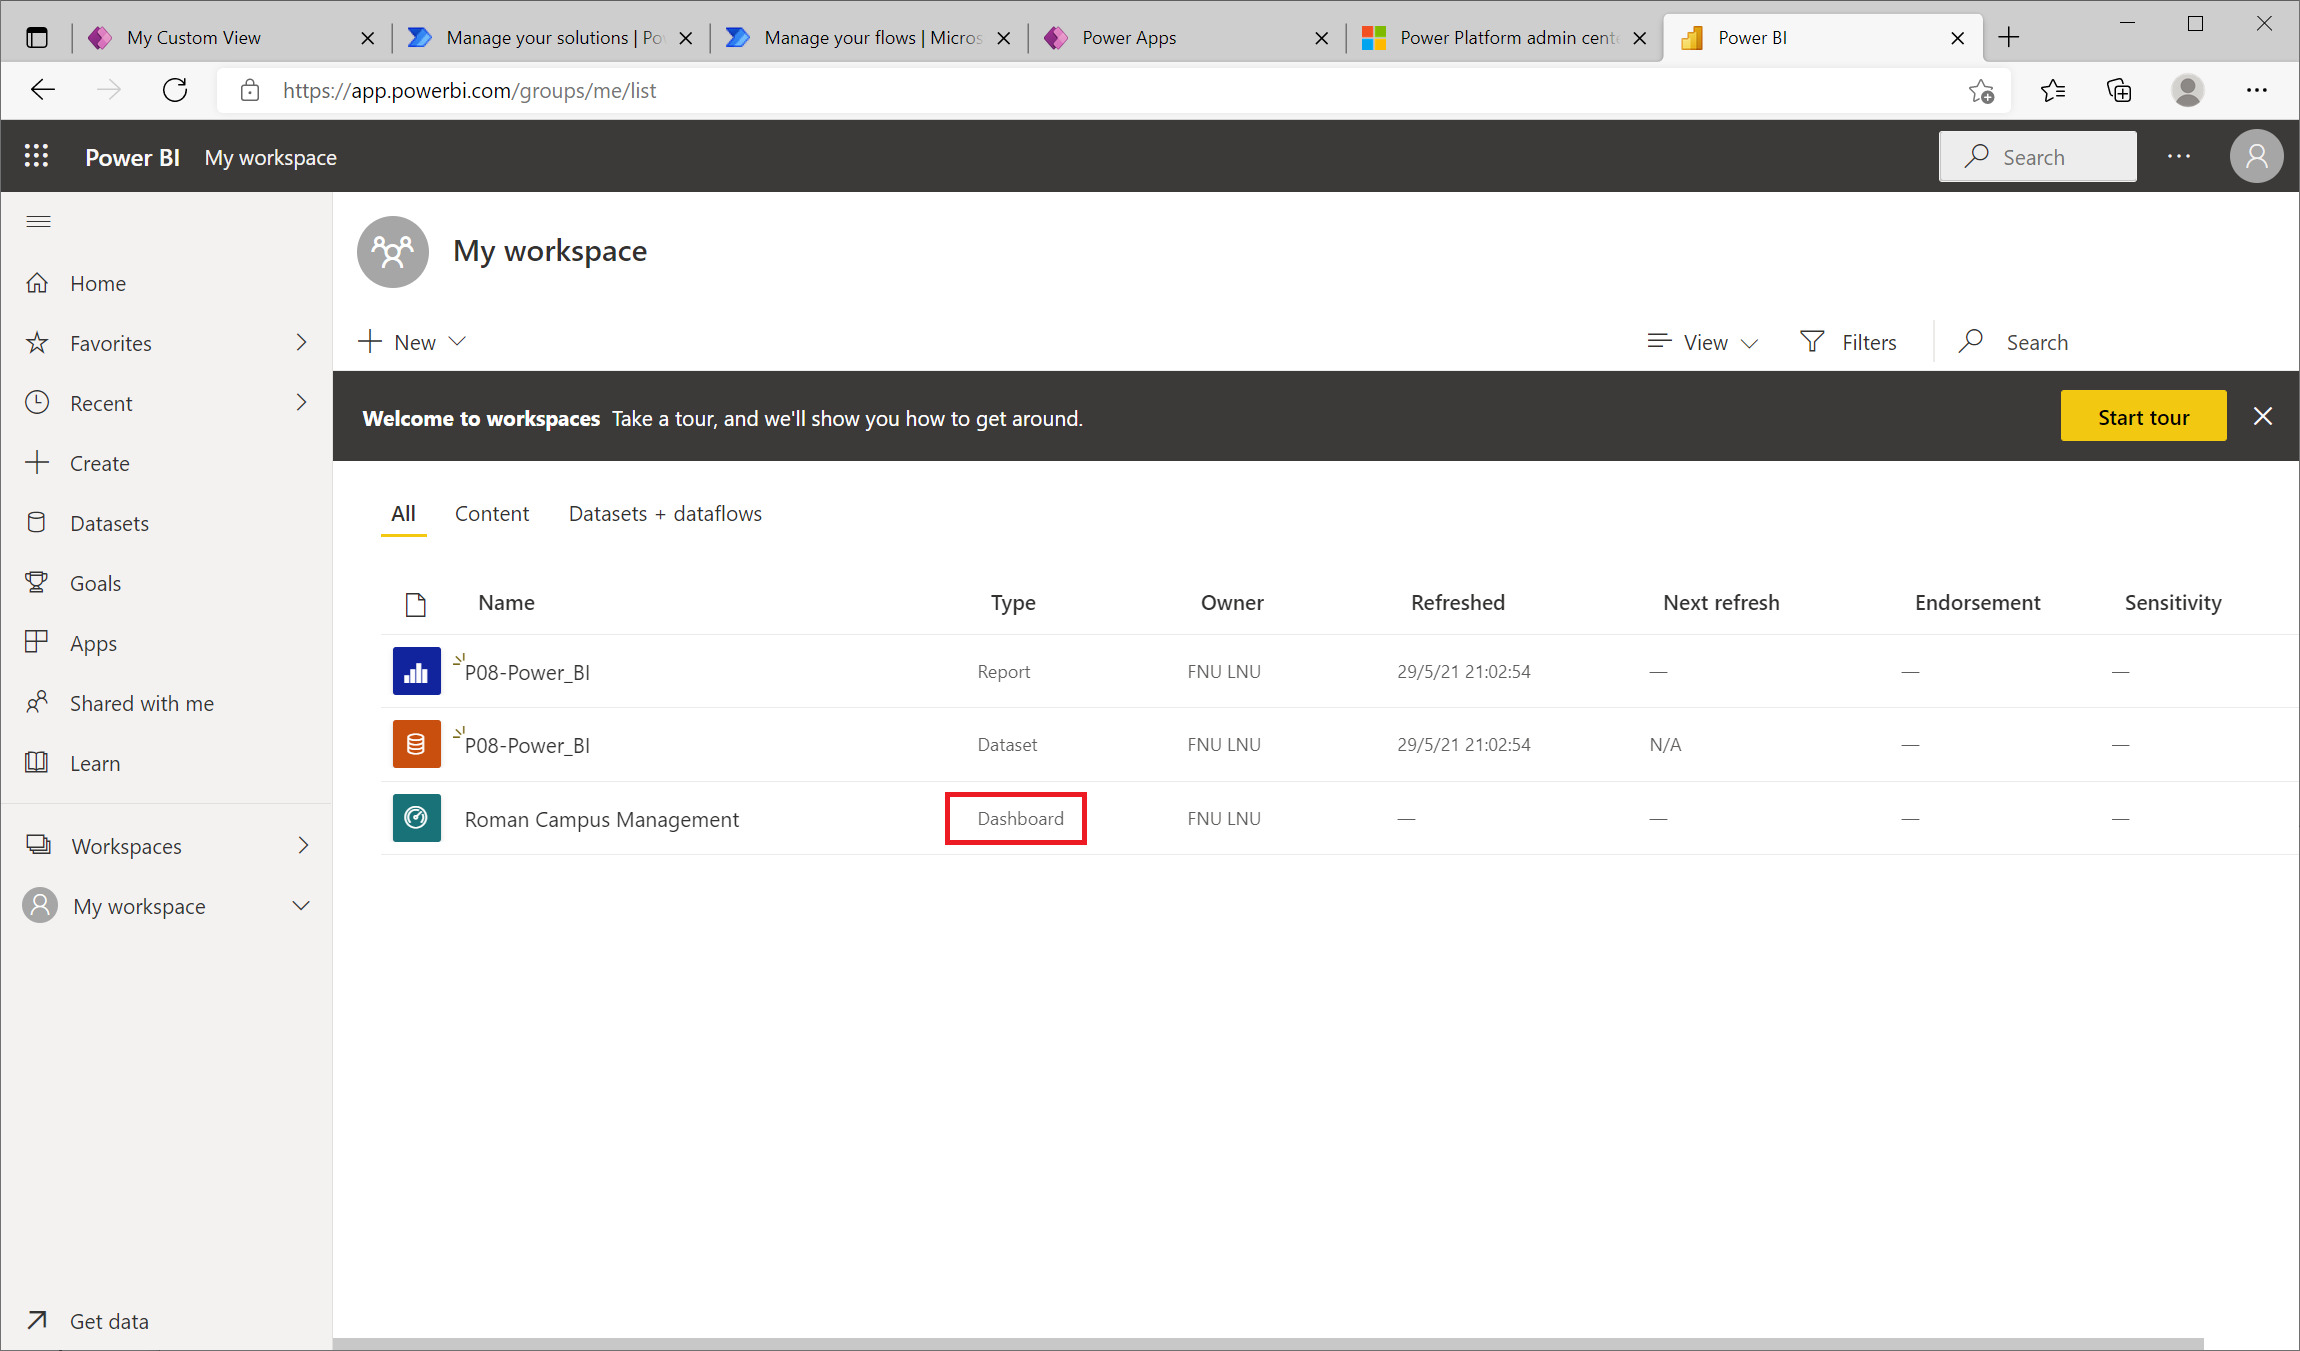 My Custom View
Manage your solutions | Po
Manage your flows | Micros
Power Apps
Power Platform admin cent
Power BI
https://app.powerbi.com/groups/me/list
Power BI My workspace
Search
Home
Favorites
Recent
Create
Datasets
Goals
Apps
Shared with me
Learn
Workspaces
My workspace
Get data
My workspace
New
View
Filters
Search
Welcome to workspaces Take a tour, and we'll show you how to get around.
Start tour
All Content Datasets + dataflows
Name Type Owner Refreshed Next refresh Endorsement Sensitivity
P08-Power_BI Report FNU LNU 29/5/21 21:02:54 — — —
P08-Power_BI Dataset FNU LNU 29/5/21 21:02:54 N/A — —
Roman Campus Management Dashboard FNU LNU — — — —